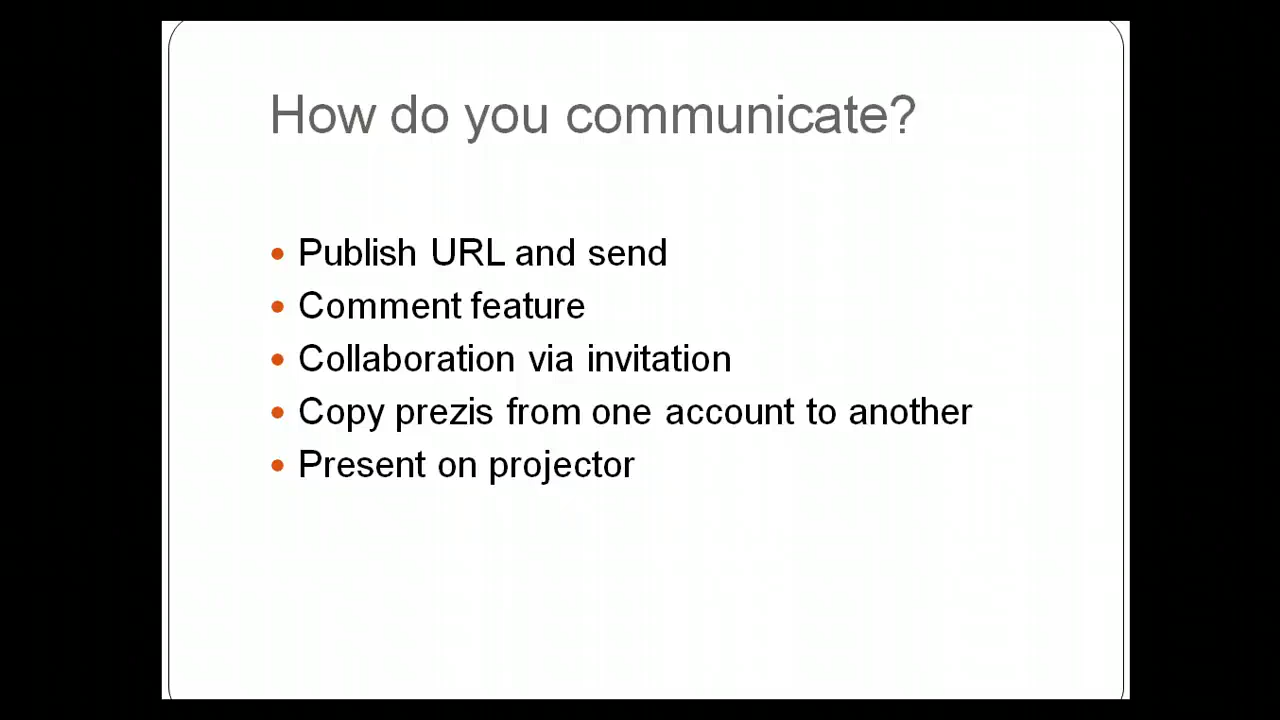 How do you communicate?
• Publish URL and send
• Comment feature
• Collaboration via invitation
• Copy prezis from one account to another
• Present on projector